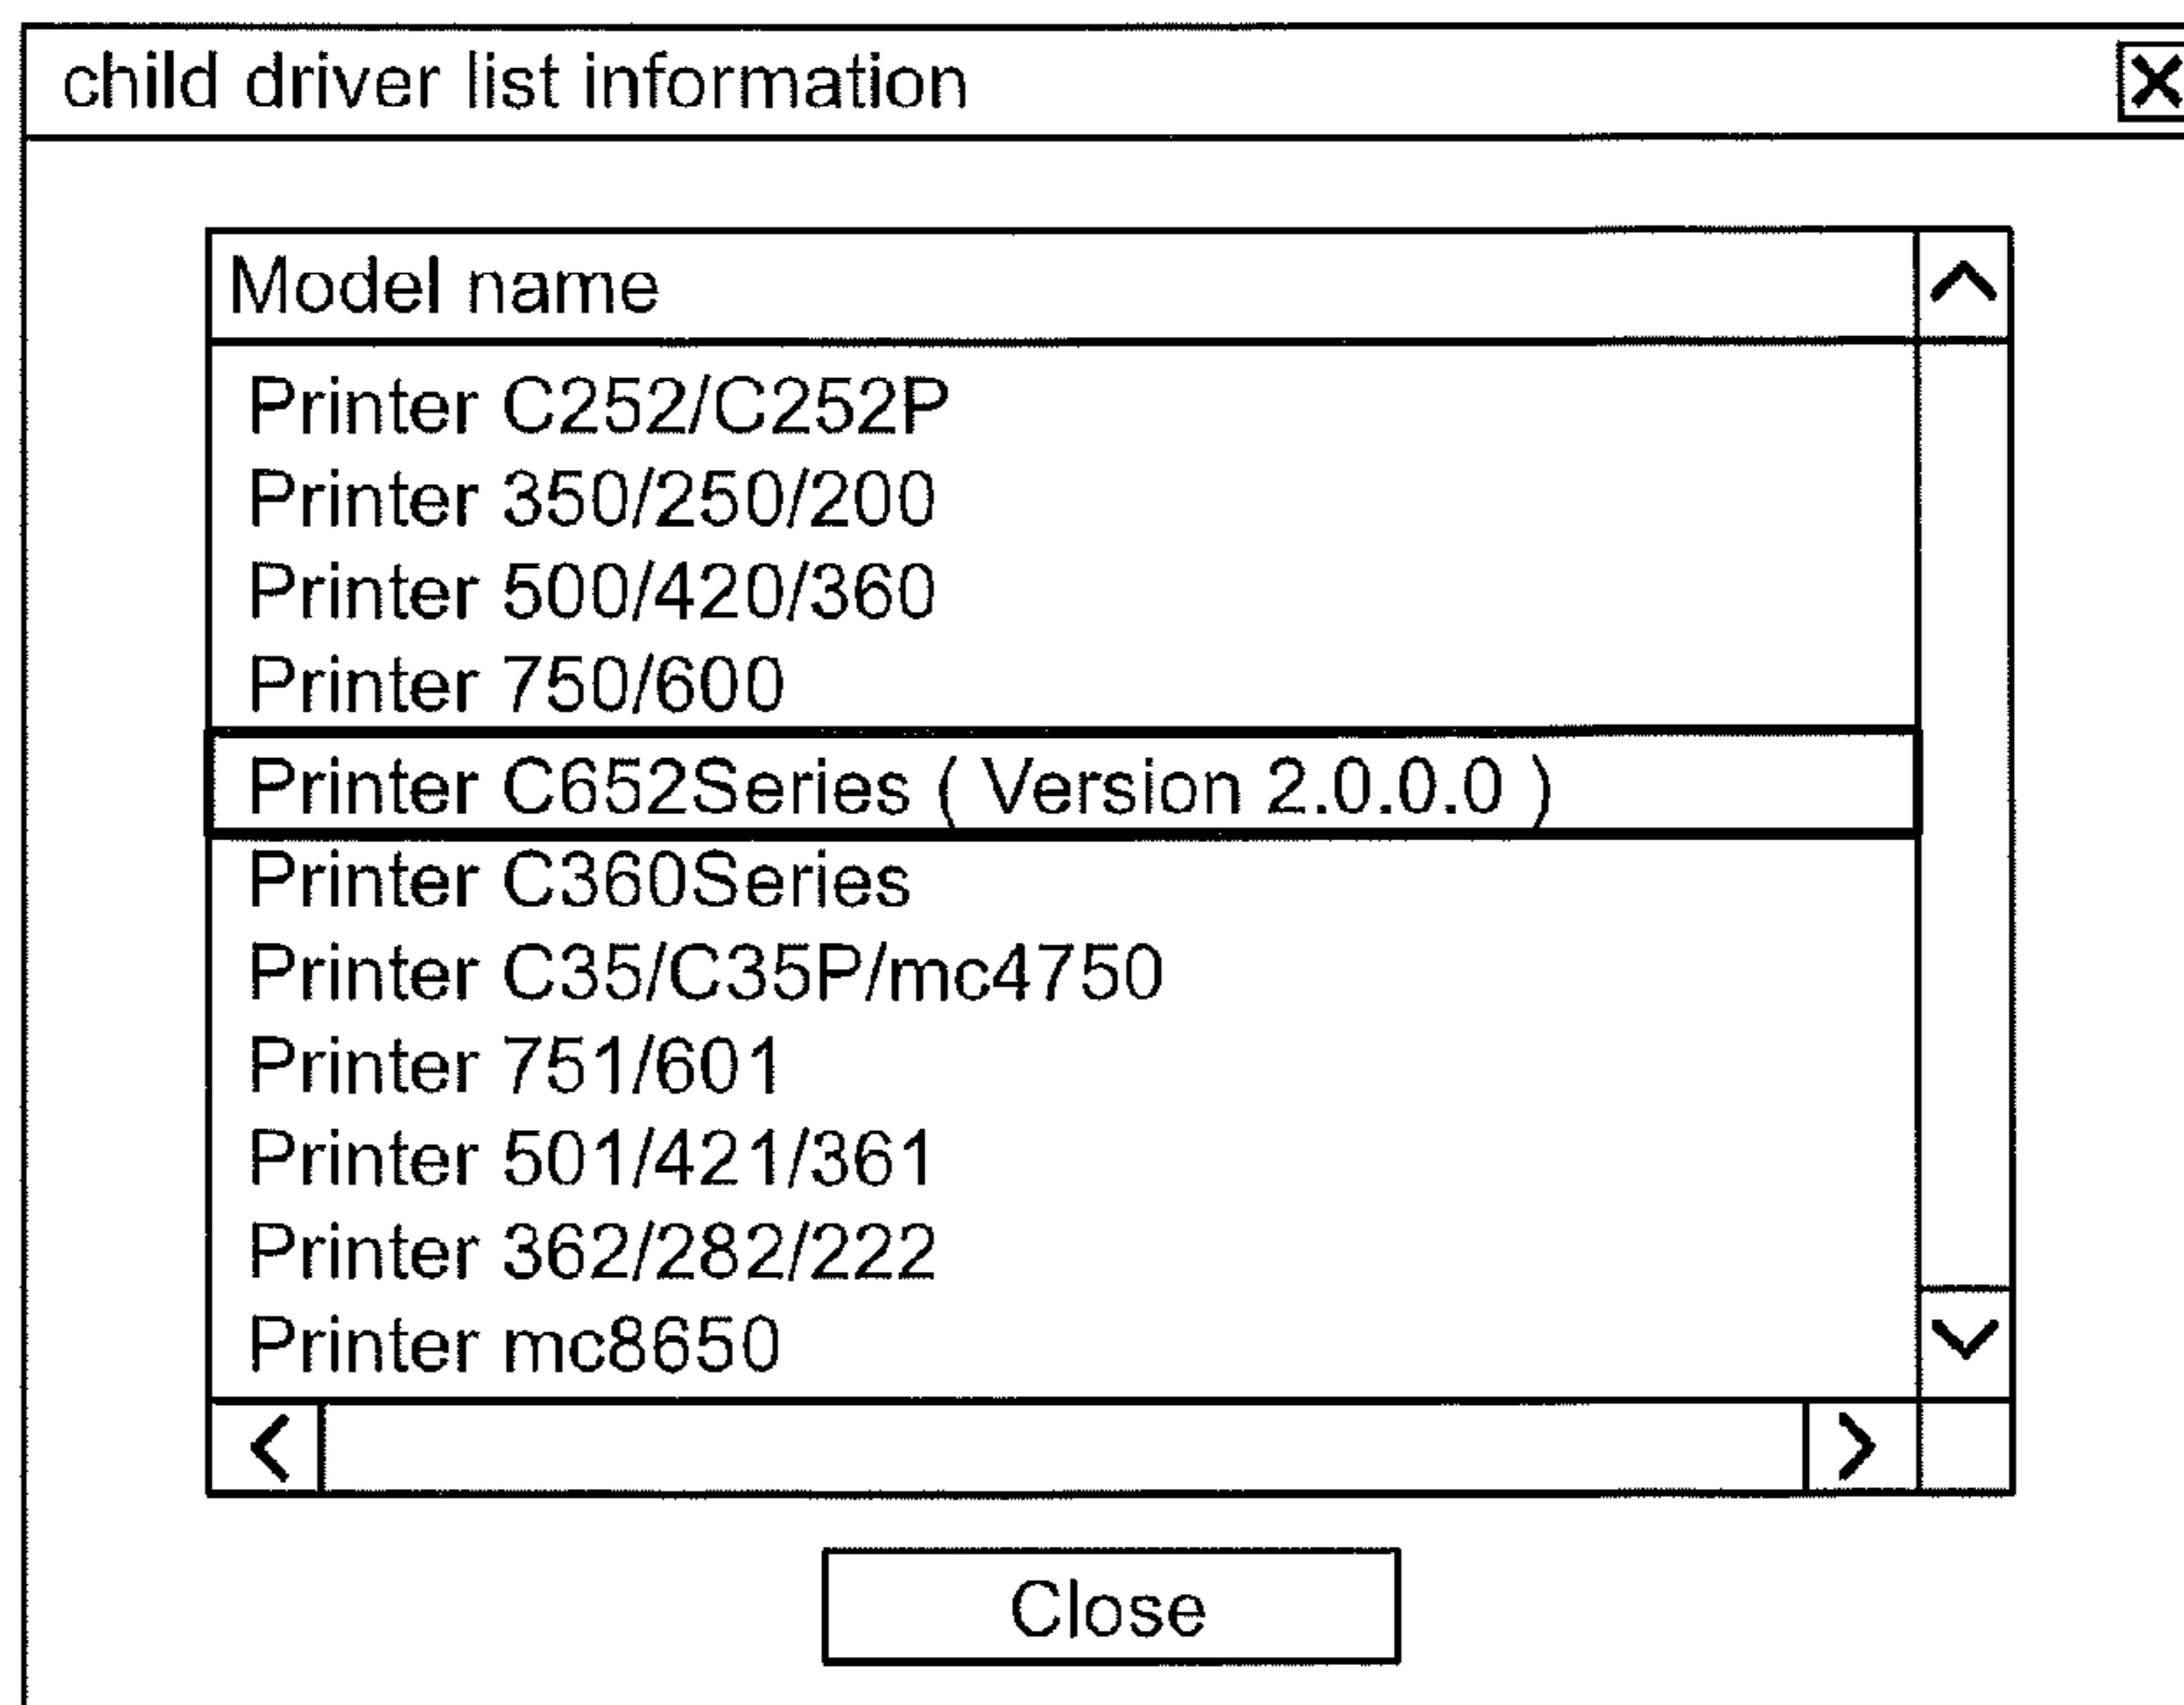 child driver list information
Model name
Printer C252/C252P
Printer 350/250/200
Printer 500/420/360
Printer 750/600
Printer C652Series ( Version 2.0.0.0 )
Printer C360Series
Printer C35/C35P/mc4750
Printer 751/601
Printer 501/421/361
Printer 362/282/222
Printer mc8650
Close